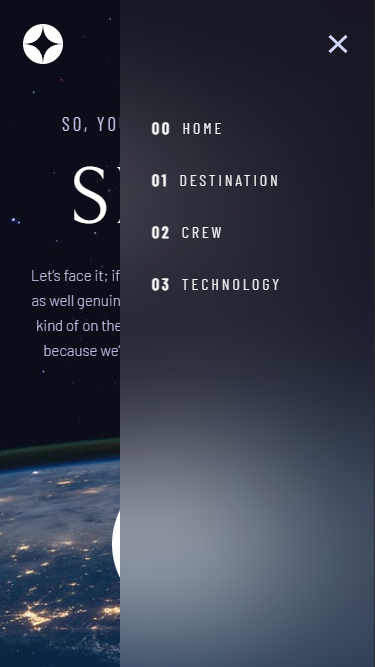 SO, YO
S
Let's face it; if
as well genuin
kind of on the
because we'
00 HOME
01 DESTINATION
02 CREW
03 TECHNOLOGY